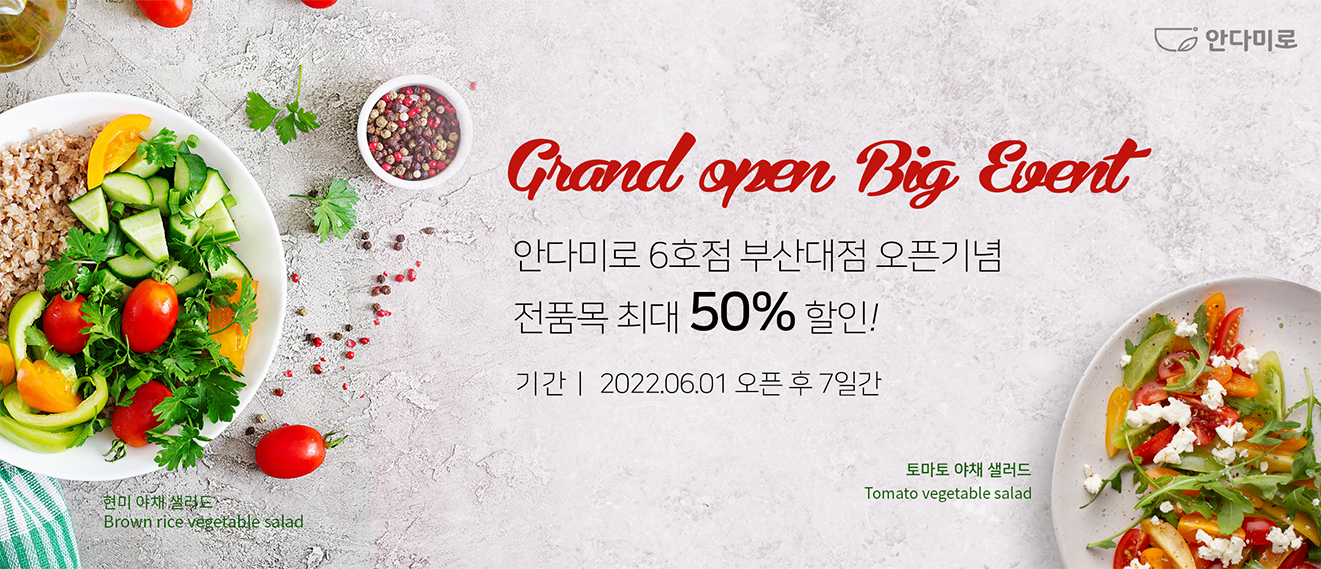 안다미로
Grand open Big Event
안다미로 6호점 부산대점 오픈기념
전품목 최대 50% 할인!
기간 | 2022.06.01 오픈 후 7일간
토마토 야채 샐러드
Tomato vegetable salad
현미 야채 샐러드
Brown rice vegetable salad